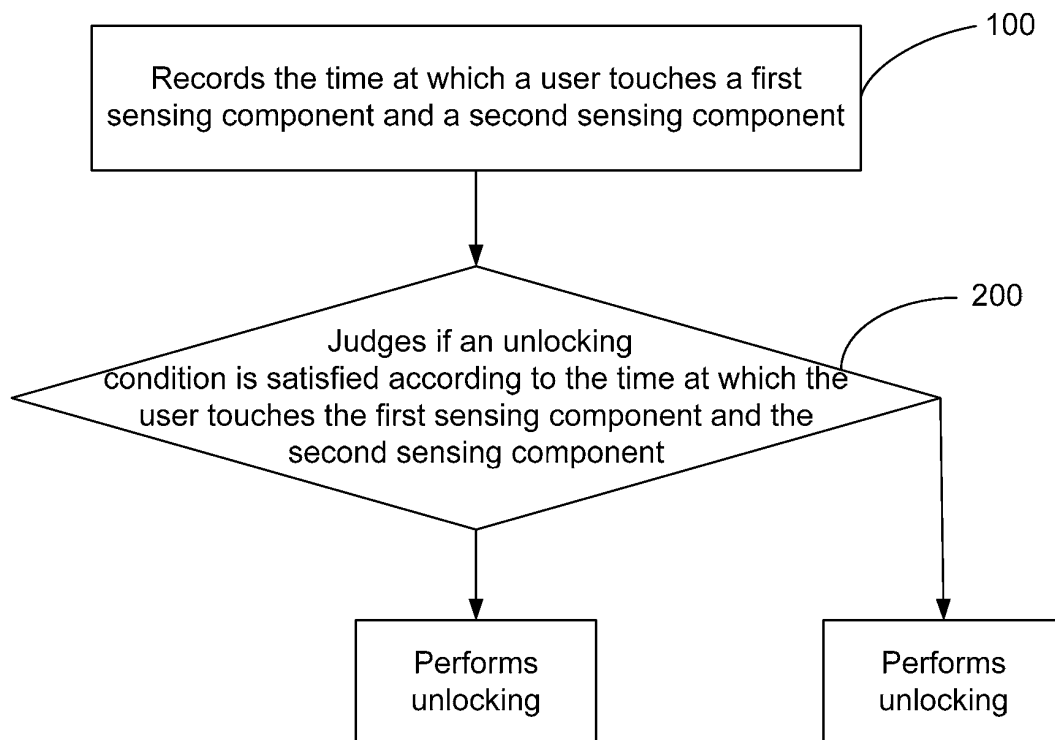 100
Records the time at which a user touches a first
sensing component and a second sensing component
200
Judges if an unlocking
condition is satisfied according to the time at which the
user touches the first sensing component and the
second sensing component
Performs
unlocking
Performs
unlocking